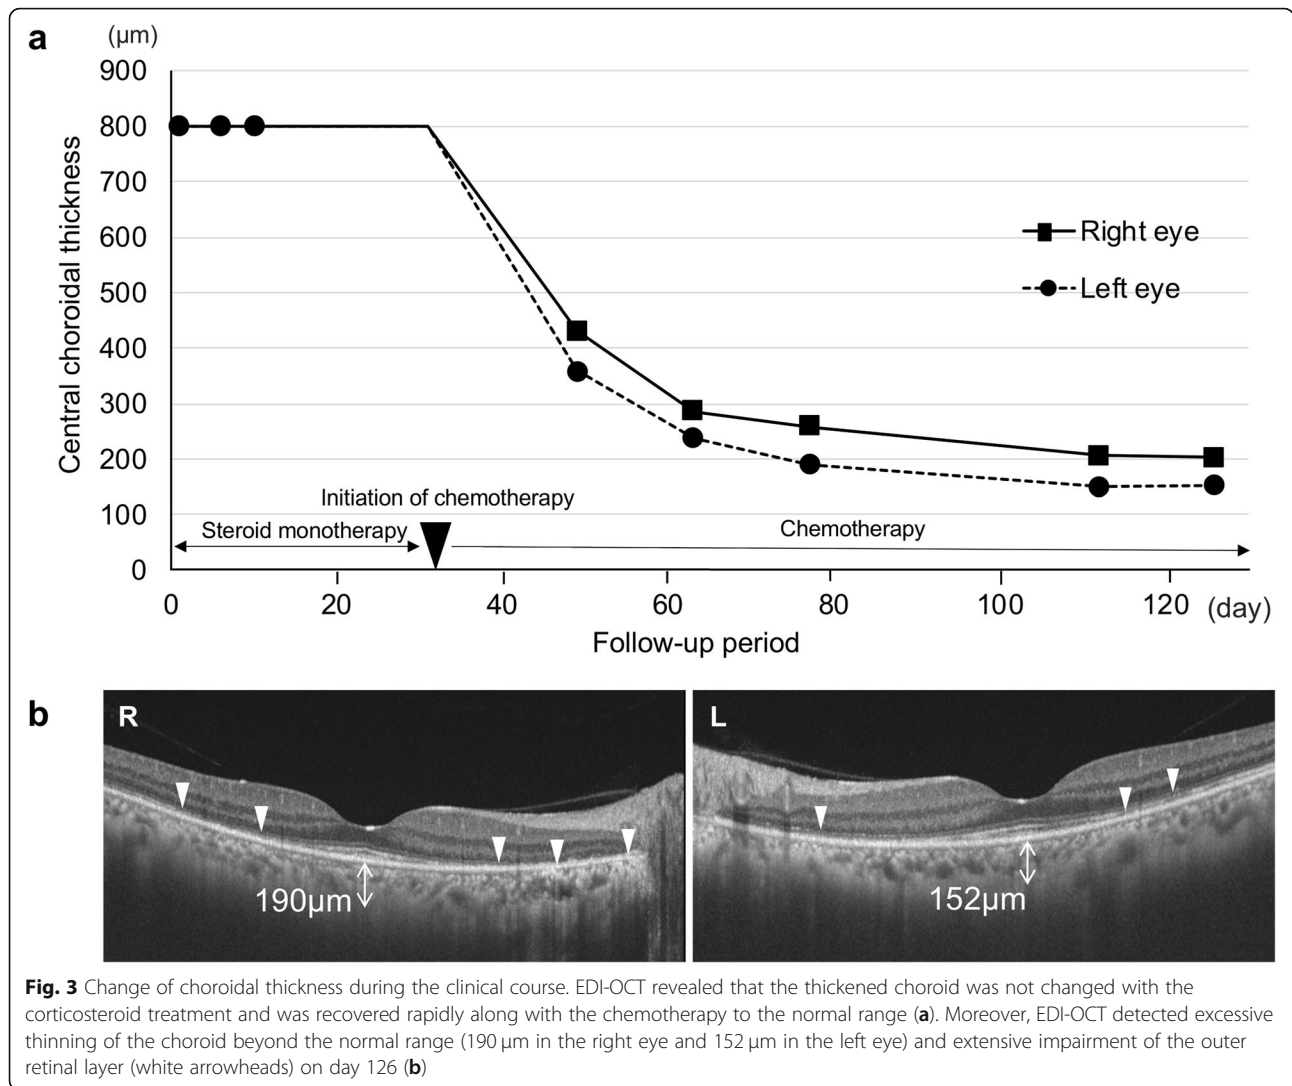 a
(µm)
900
800
700
600
500
400
300
200
100
0
Central choroidal thickness
Right eye
Left eye
Initiation of chemotherapy
Steroid monotherapy
Chemotherapy
0 20 40 60 80 100 120 (day)
Follow-up period
b
R
L
190µm
152µm
Fig. 3 Change of choroidal thickness during the clinical course. EDI-OCT revealed that the thickened choroid was not changed with the
corticosteroid treatment and was recovered rapidly along with the chemotherapy to the normal range (a). Moreover, EDI-OCT detected excessive
thinning of the choroid beyond the normal range (190 µm in the right eye and 152 µm in the left eye) and extensive impairment of the outer
retinal layer (white arrowheads) on day 126 (b)